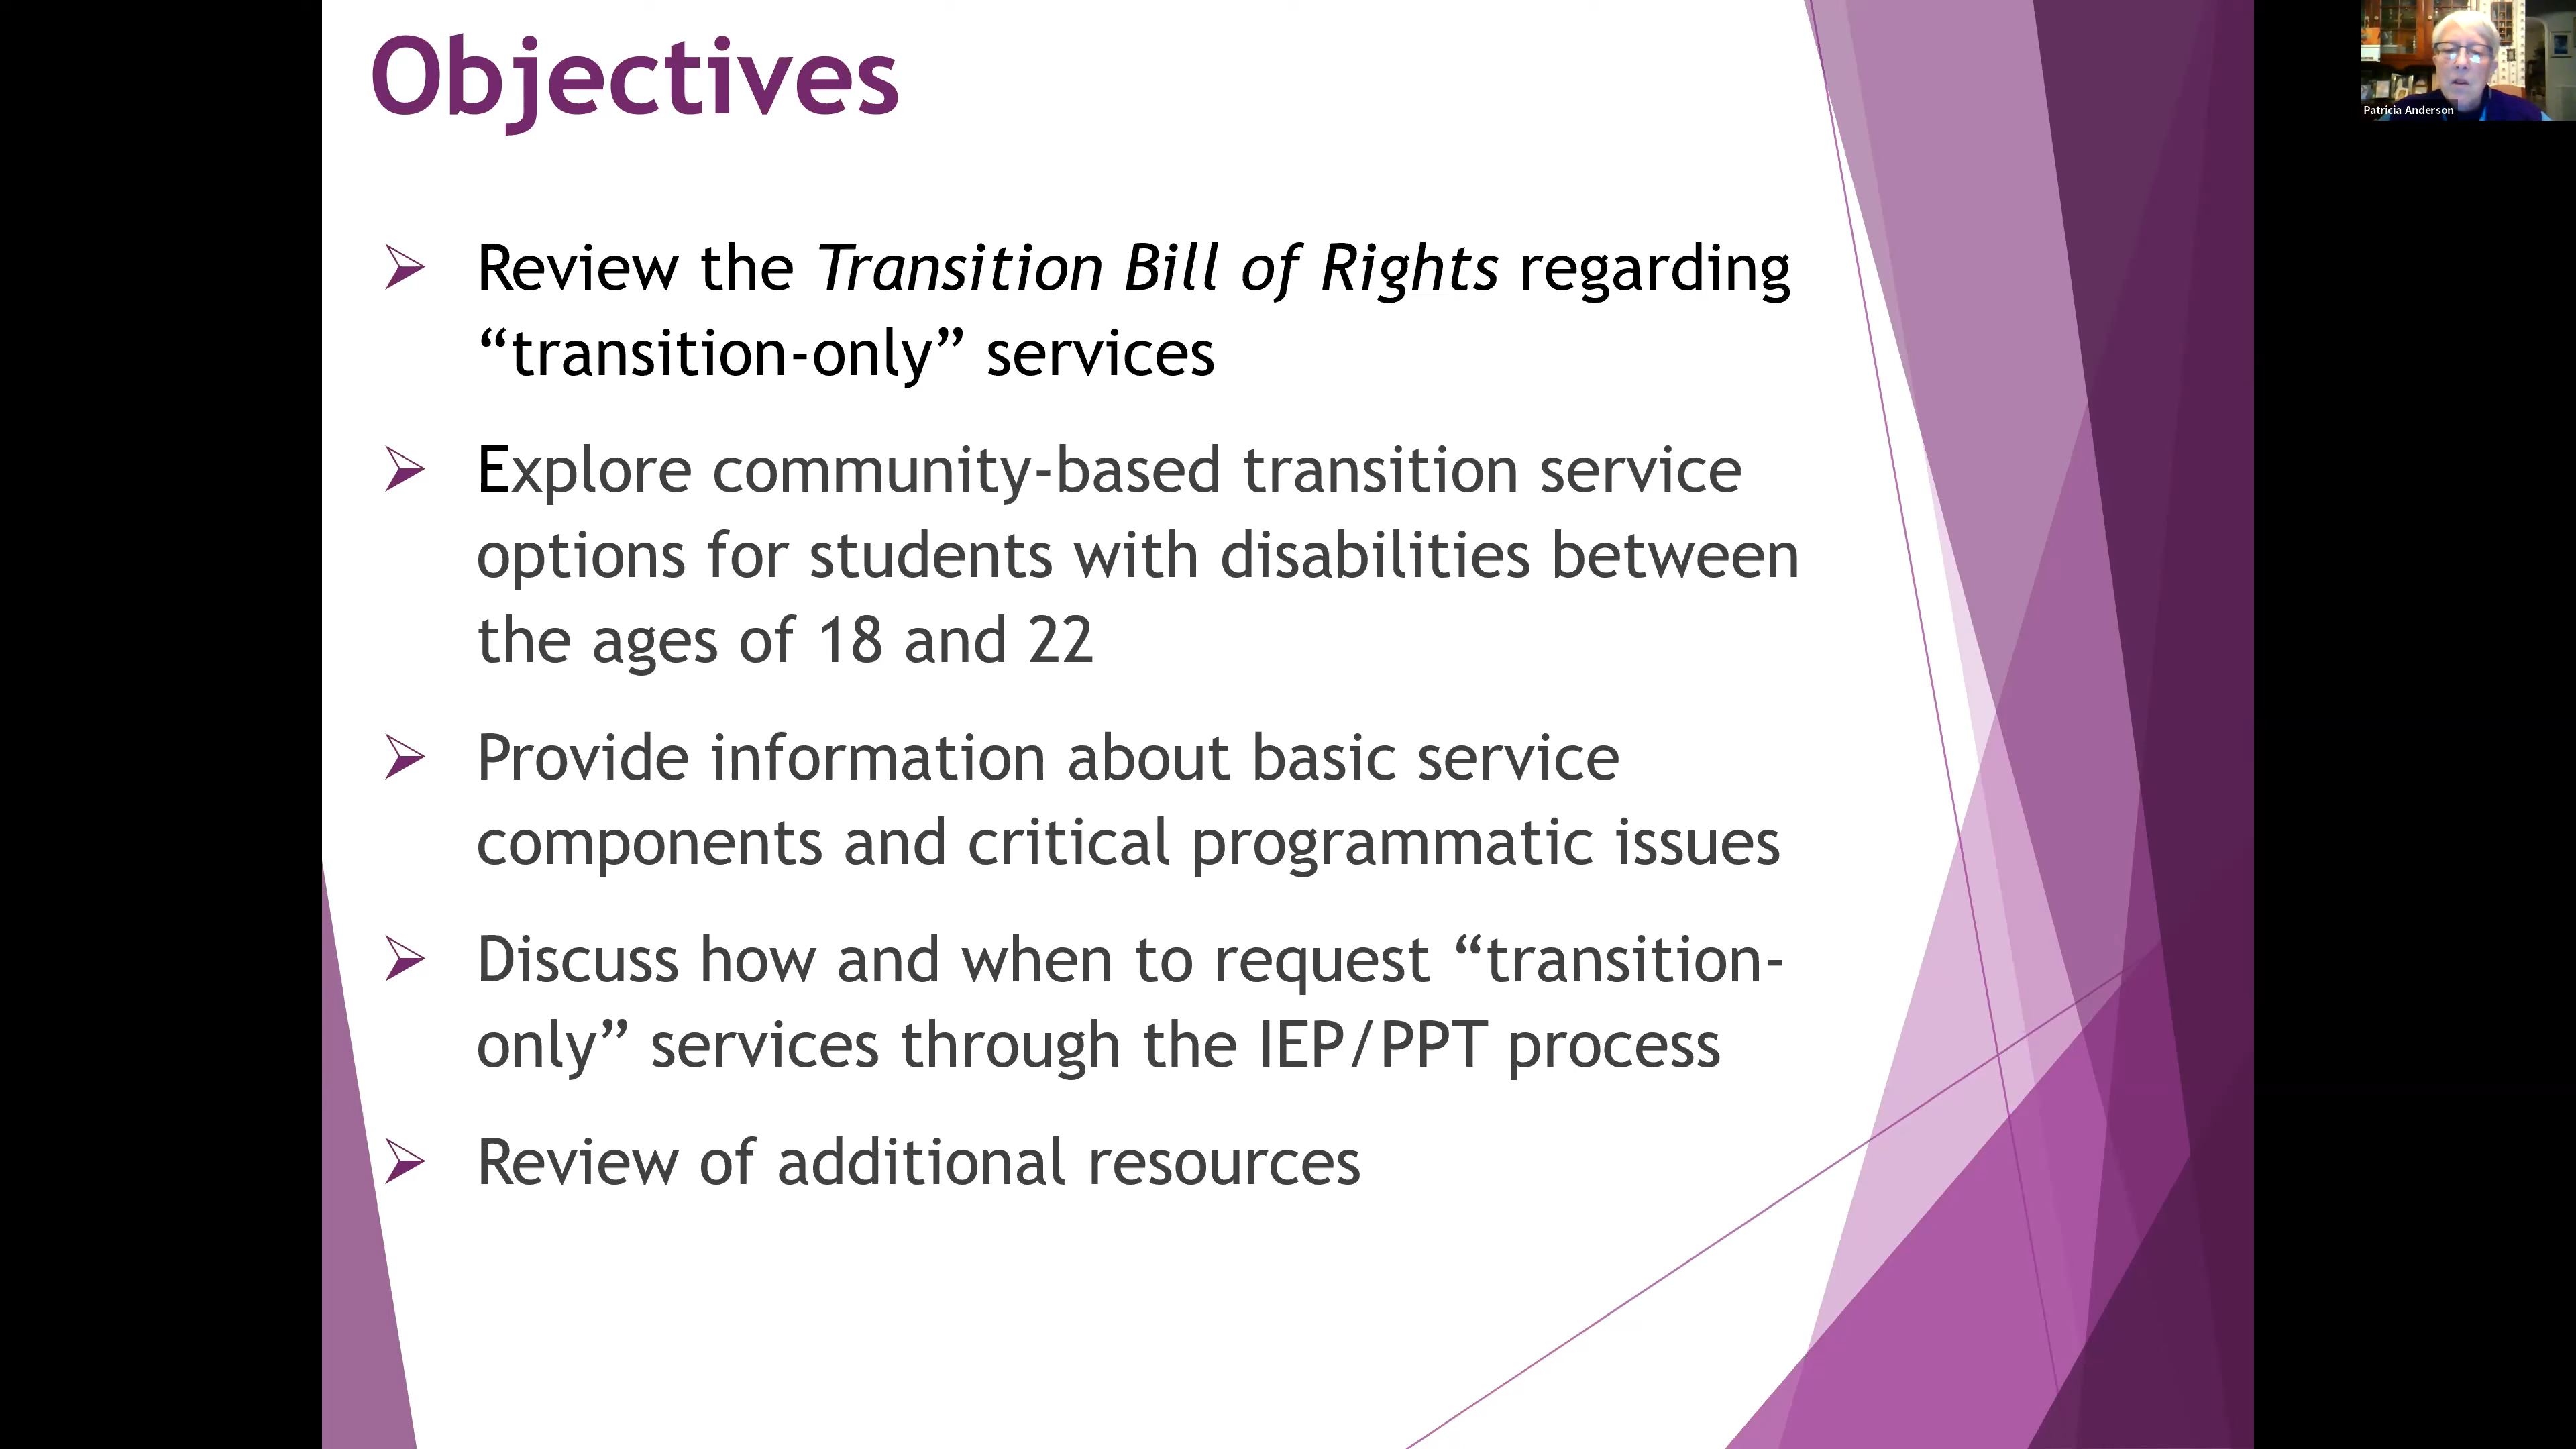 Objectives
Review the Transition Bill of Rights regarding
“transition-only” services
Explore community-based transition service
options for students with disabilities between
the ages of 18 and 22
Provide information about basic service
components and critical programmatic issues
Discuss how and when to request “transition-
only” services through the IEP/PPT process
Review of additional resources
Patricia Anderson